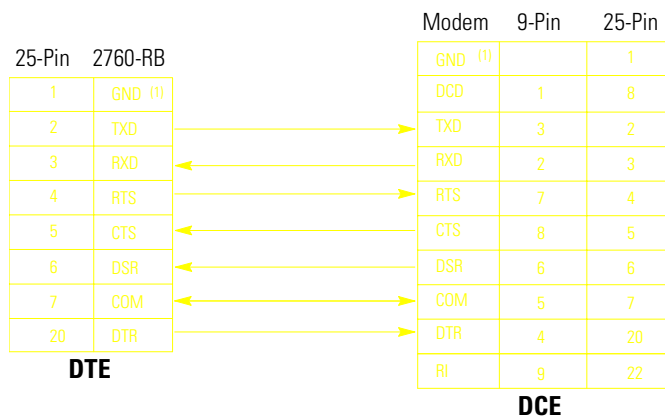 25-Pin 2760-RB
1 GND (1)
2 TXD
3 RXD
4 RTS
5 CTS
6 DSR
7 COM
20 DTR
DTE
Modem 9-Pin 25-Pin
GND (1) 1
DCD 1 8
TXD 3 2
RXD 2 3
RTS 7 4
CTS 8 5
DSR 6 6
COM 5 7
DTR 4 20
RI 9 22
DCE